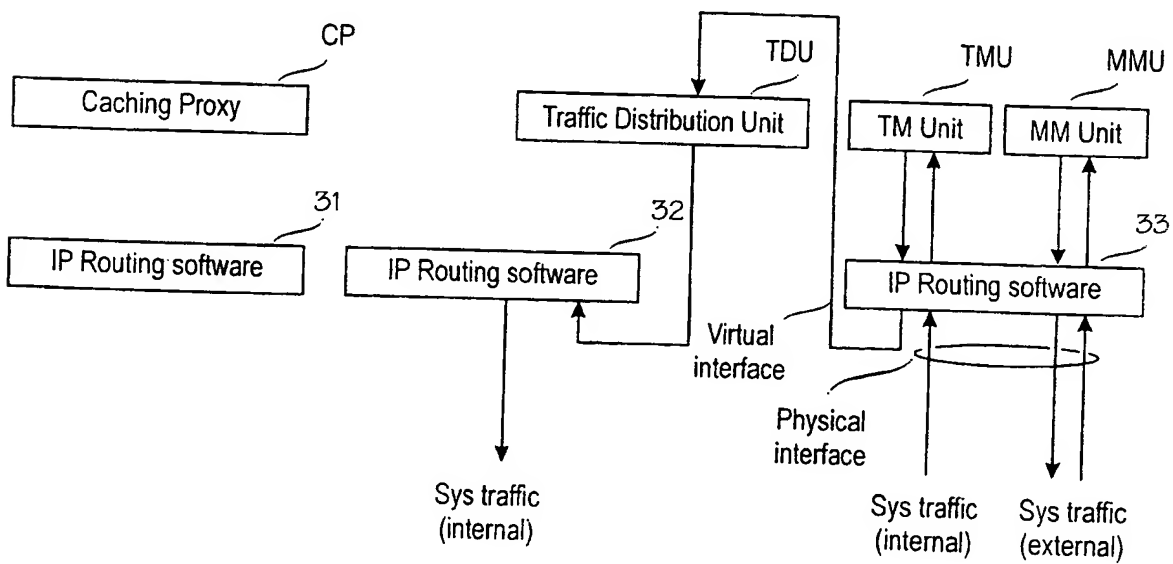 CP
TDU
TMU
MMU
Caching Proxy
Traffic Distribution Unit
TM Unit
MM Unit
31
32
33
IP Routing software
IP Routing software
IP Routing software
Virtual
interface
Physical
interface
Sys traffic
(internal)
Sys traffic
(internal)
Sys traffic
(external)